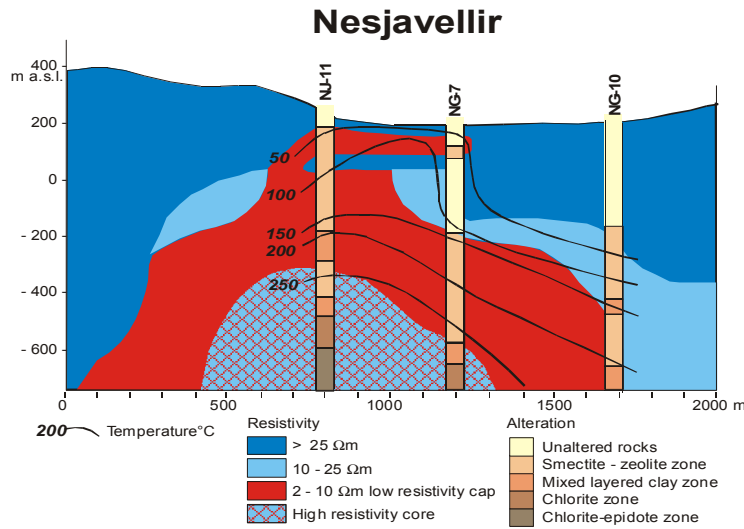 Nesjavellir
400
m a.s.l.
200
0
- 200
- 400
- 600
NJ-11
NG-7
NG-10
50
100
150
200
250
0
500
1000
1500
2000 m
200 Temperature°C
Resistivity
> 25 Ωm
10 - 25 Ωm
2 - 10 Ωm low resistivity cap
High resistivity core
Alteration
Unaltered rocks
Smectite - zeolite zone
Mixed layered clay zone
Chlorite zone
Chlorite-epidote zone